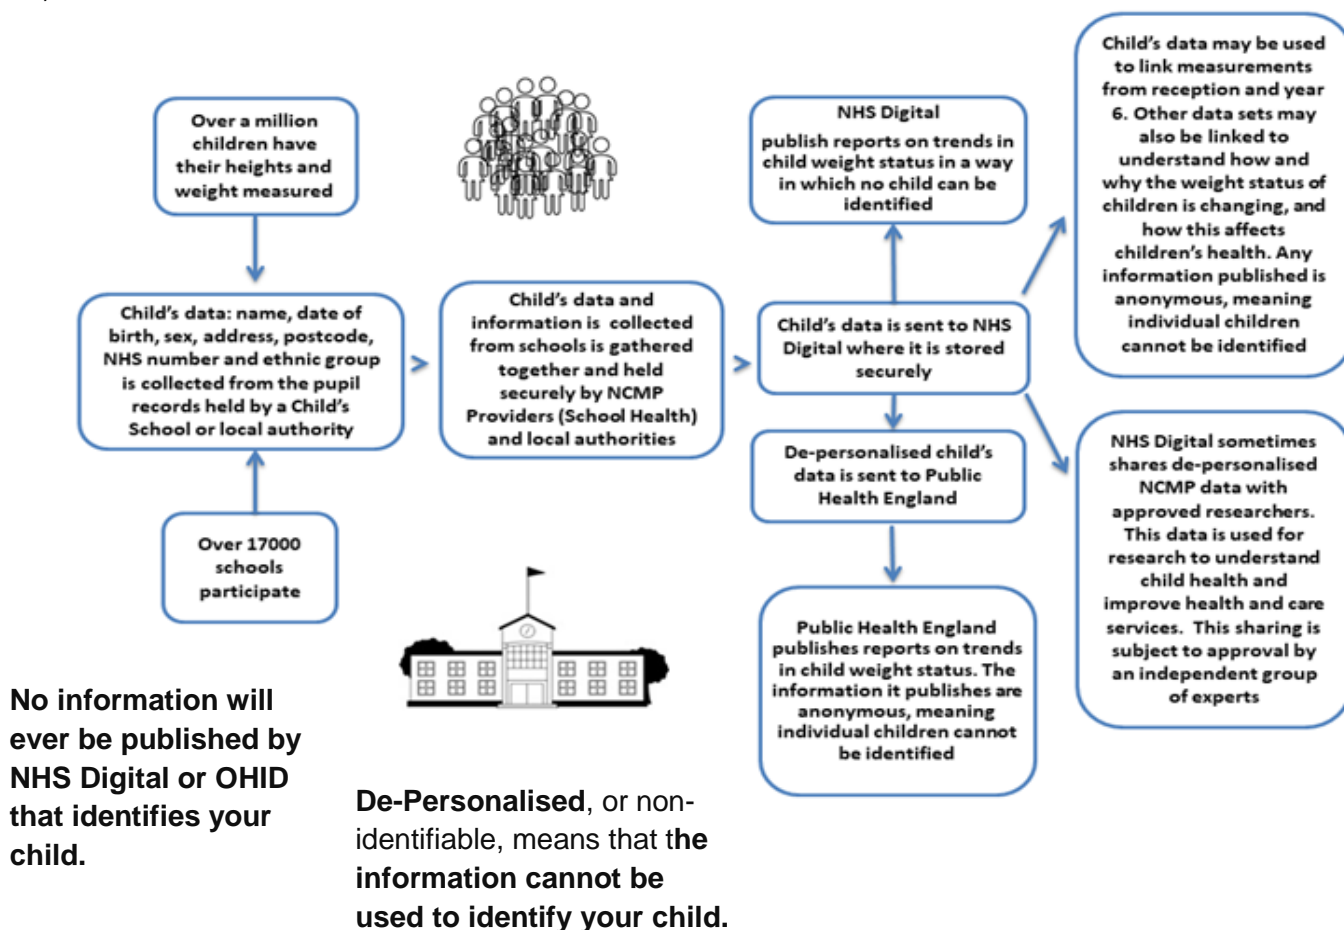 Over a million
children have
their heights and
weight measured
Child's data: name, date of
birth, sex, address, postcode,
NHS number and ethnic group
is collected from the pupil
records held by a Child's
School or local authority
Over 17000
schools
participate
Child's data and
information is collected
from schools is gathered
together and held
securely by NCMP
Providers (School Health)
and local authorities
NHS Digital
publish reports on trends in
child weight status in a way
in which no child can be
identified
Child's data is sent to NHS
Digital where it is stored
securely
De-personalised child's
data is sent to Public
Health England
Public Health England
publishes reports on trends
in child weight status. The
information it publishes are
anonymous, meaning
individual children cannot
be identified
Child's data may be used
to link measurements
from reception and year
6. Other data sets may
also be linked to
understand how and
why the weight status of
children is changing, and
how this affects
children's health. Any
information published is
anonymous, meaning
individual children
cannot be identified
NHS Digital sometimes
shares de-personalised
NCMP data with
approved researchers.
This data is used for
research to understand
child health and
improve health and care
services. This sharing is
subject to approval by
an independent group
of experts
No information will
ever be published by
NHS Digital or OHID
that identifies your
child.
De-Personalised, or non-
identifiable, means that the
information cannot be
used to identify your child.